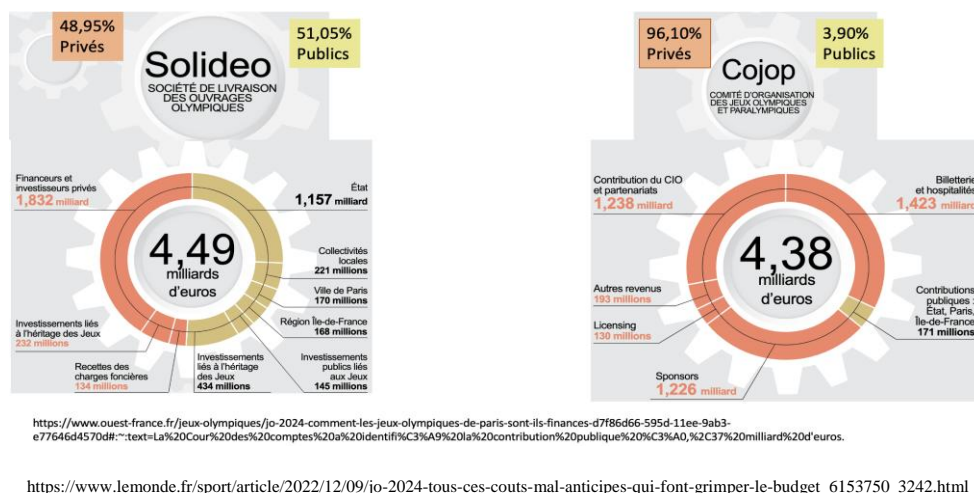 48,95%
Privés
51,05%
Publics
Solideo
SOCIÉTÉ DE LIVRAISON
DES OUVRAGES
OLYMPIQUES
Financeurs et
investisseurs privés
1,832 milliard
État
1,157 milliard
4,49
milliards
d'euros
Collectivités
locales
221 millions
Ville de Paris
170 millions
Région Île-de-France
168 millions
Investissements liés
à l'héritage des Jeux
232 millions
Recettes des
charges foncières
134 millions
Investissements
liés à l'héritage
des Jeux
434 millions
Investissements
publics liés
aux Jeux
145 millions
96,10%
Privés
3,90%
Publics
Cojop
COMITÉ D'ORGANISATION
DES JEUX OLYMPIQUES
ET PARALYMPIQUES
Contribution du CIO
et partenariats
1,238 milliard
Billetterie
et hospitalités
1,423 milliard
4,38
milliards
d'euros
Autres revenus
193 millions
Licensing
130 millions
Contributions
publiques :
État, Paris,
Île-de-France
171 millions
Sponsors
1,226 milliard
https://www.ouest-france.fr/jeux-olympiques/jo-2024-comment-les-jeux-olympiques-de-paris-sont-ils-finances-d7f86d66-595d-11ee-9ab3-
e77646d4570d#:~:text=La%20Cour%20des%20comptes%20a%20identifi%C3%A9%20la%20contribution%20publique%20%C3%A0,%2C37%20milliard%20d'euros.
https://www.lemonde.fr/sport/article/2022/12/09/jo-2024-tous-ces-couts-mal-anticipes-qui-font-grimper-le-budget_6153750_3242.html